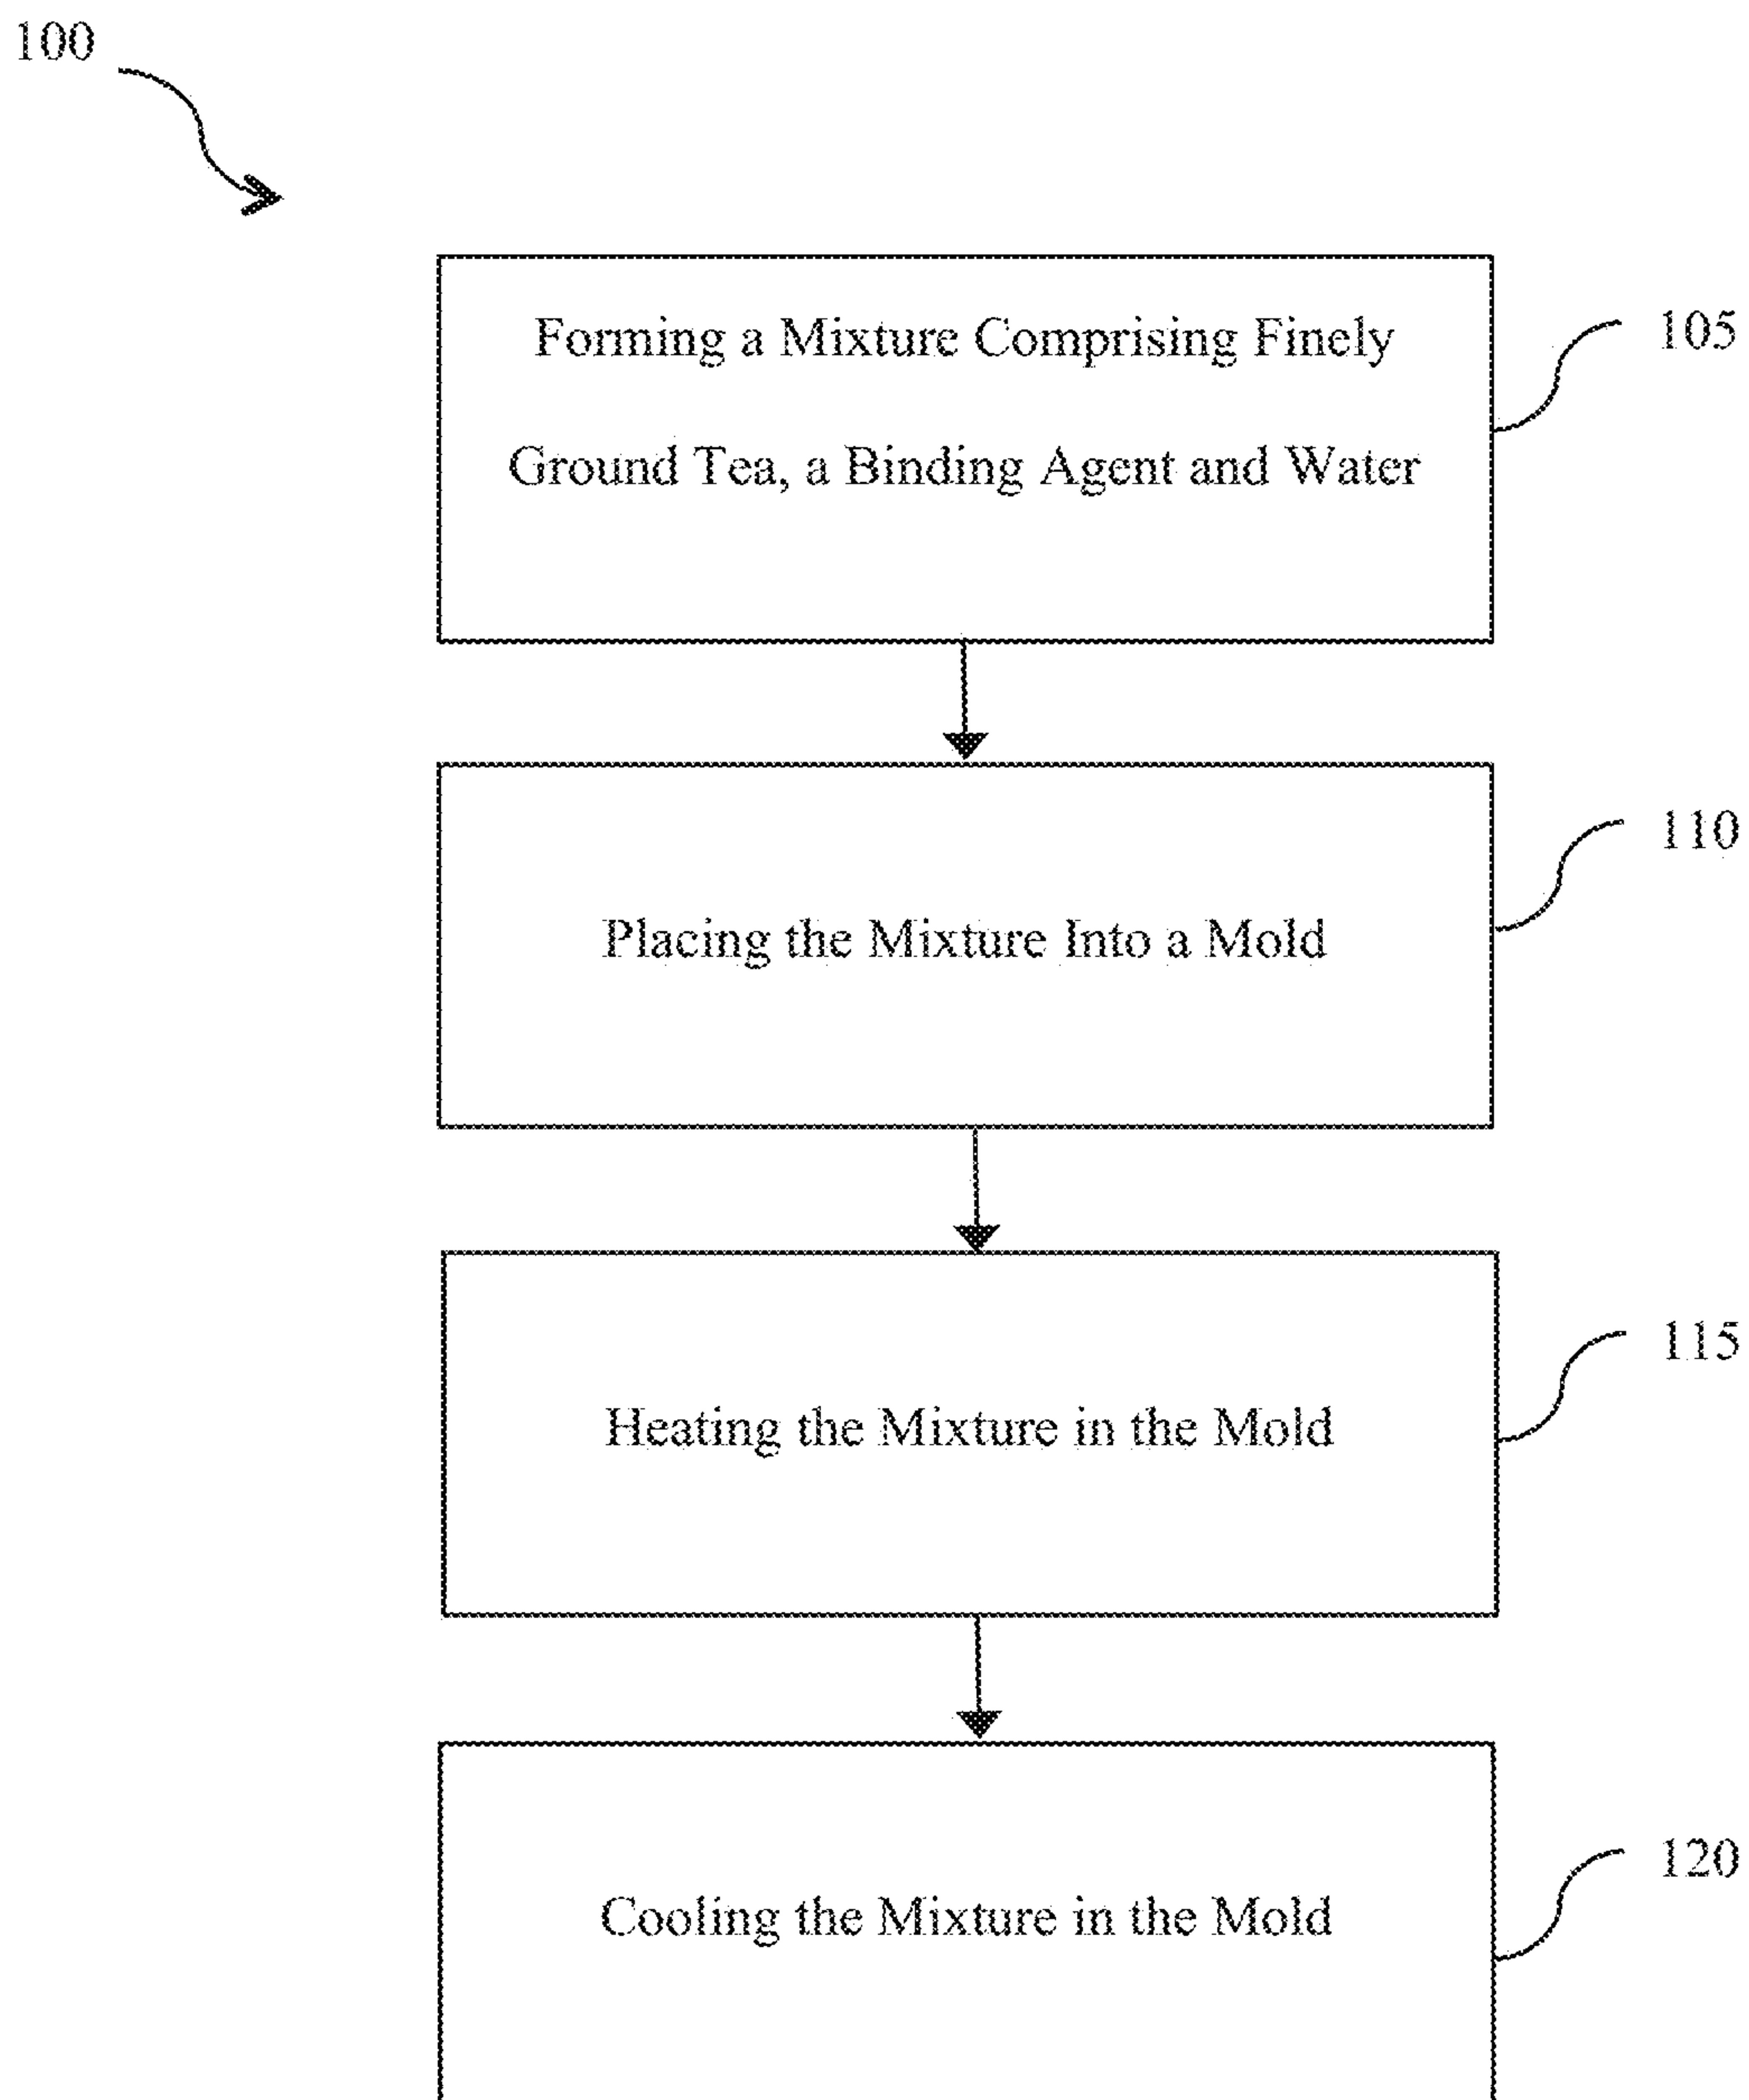 100
Forming a Mixture Comprising Finely
Ground Tea, a Binding Agent and Water
105
Placing the Mixture Into a Mold
110
Heating the Mixture in the Mold
115
Cooling the Mixture in the Mold
120